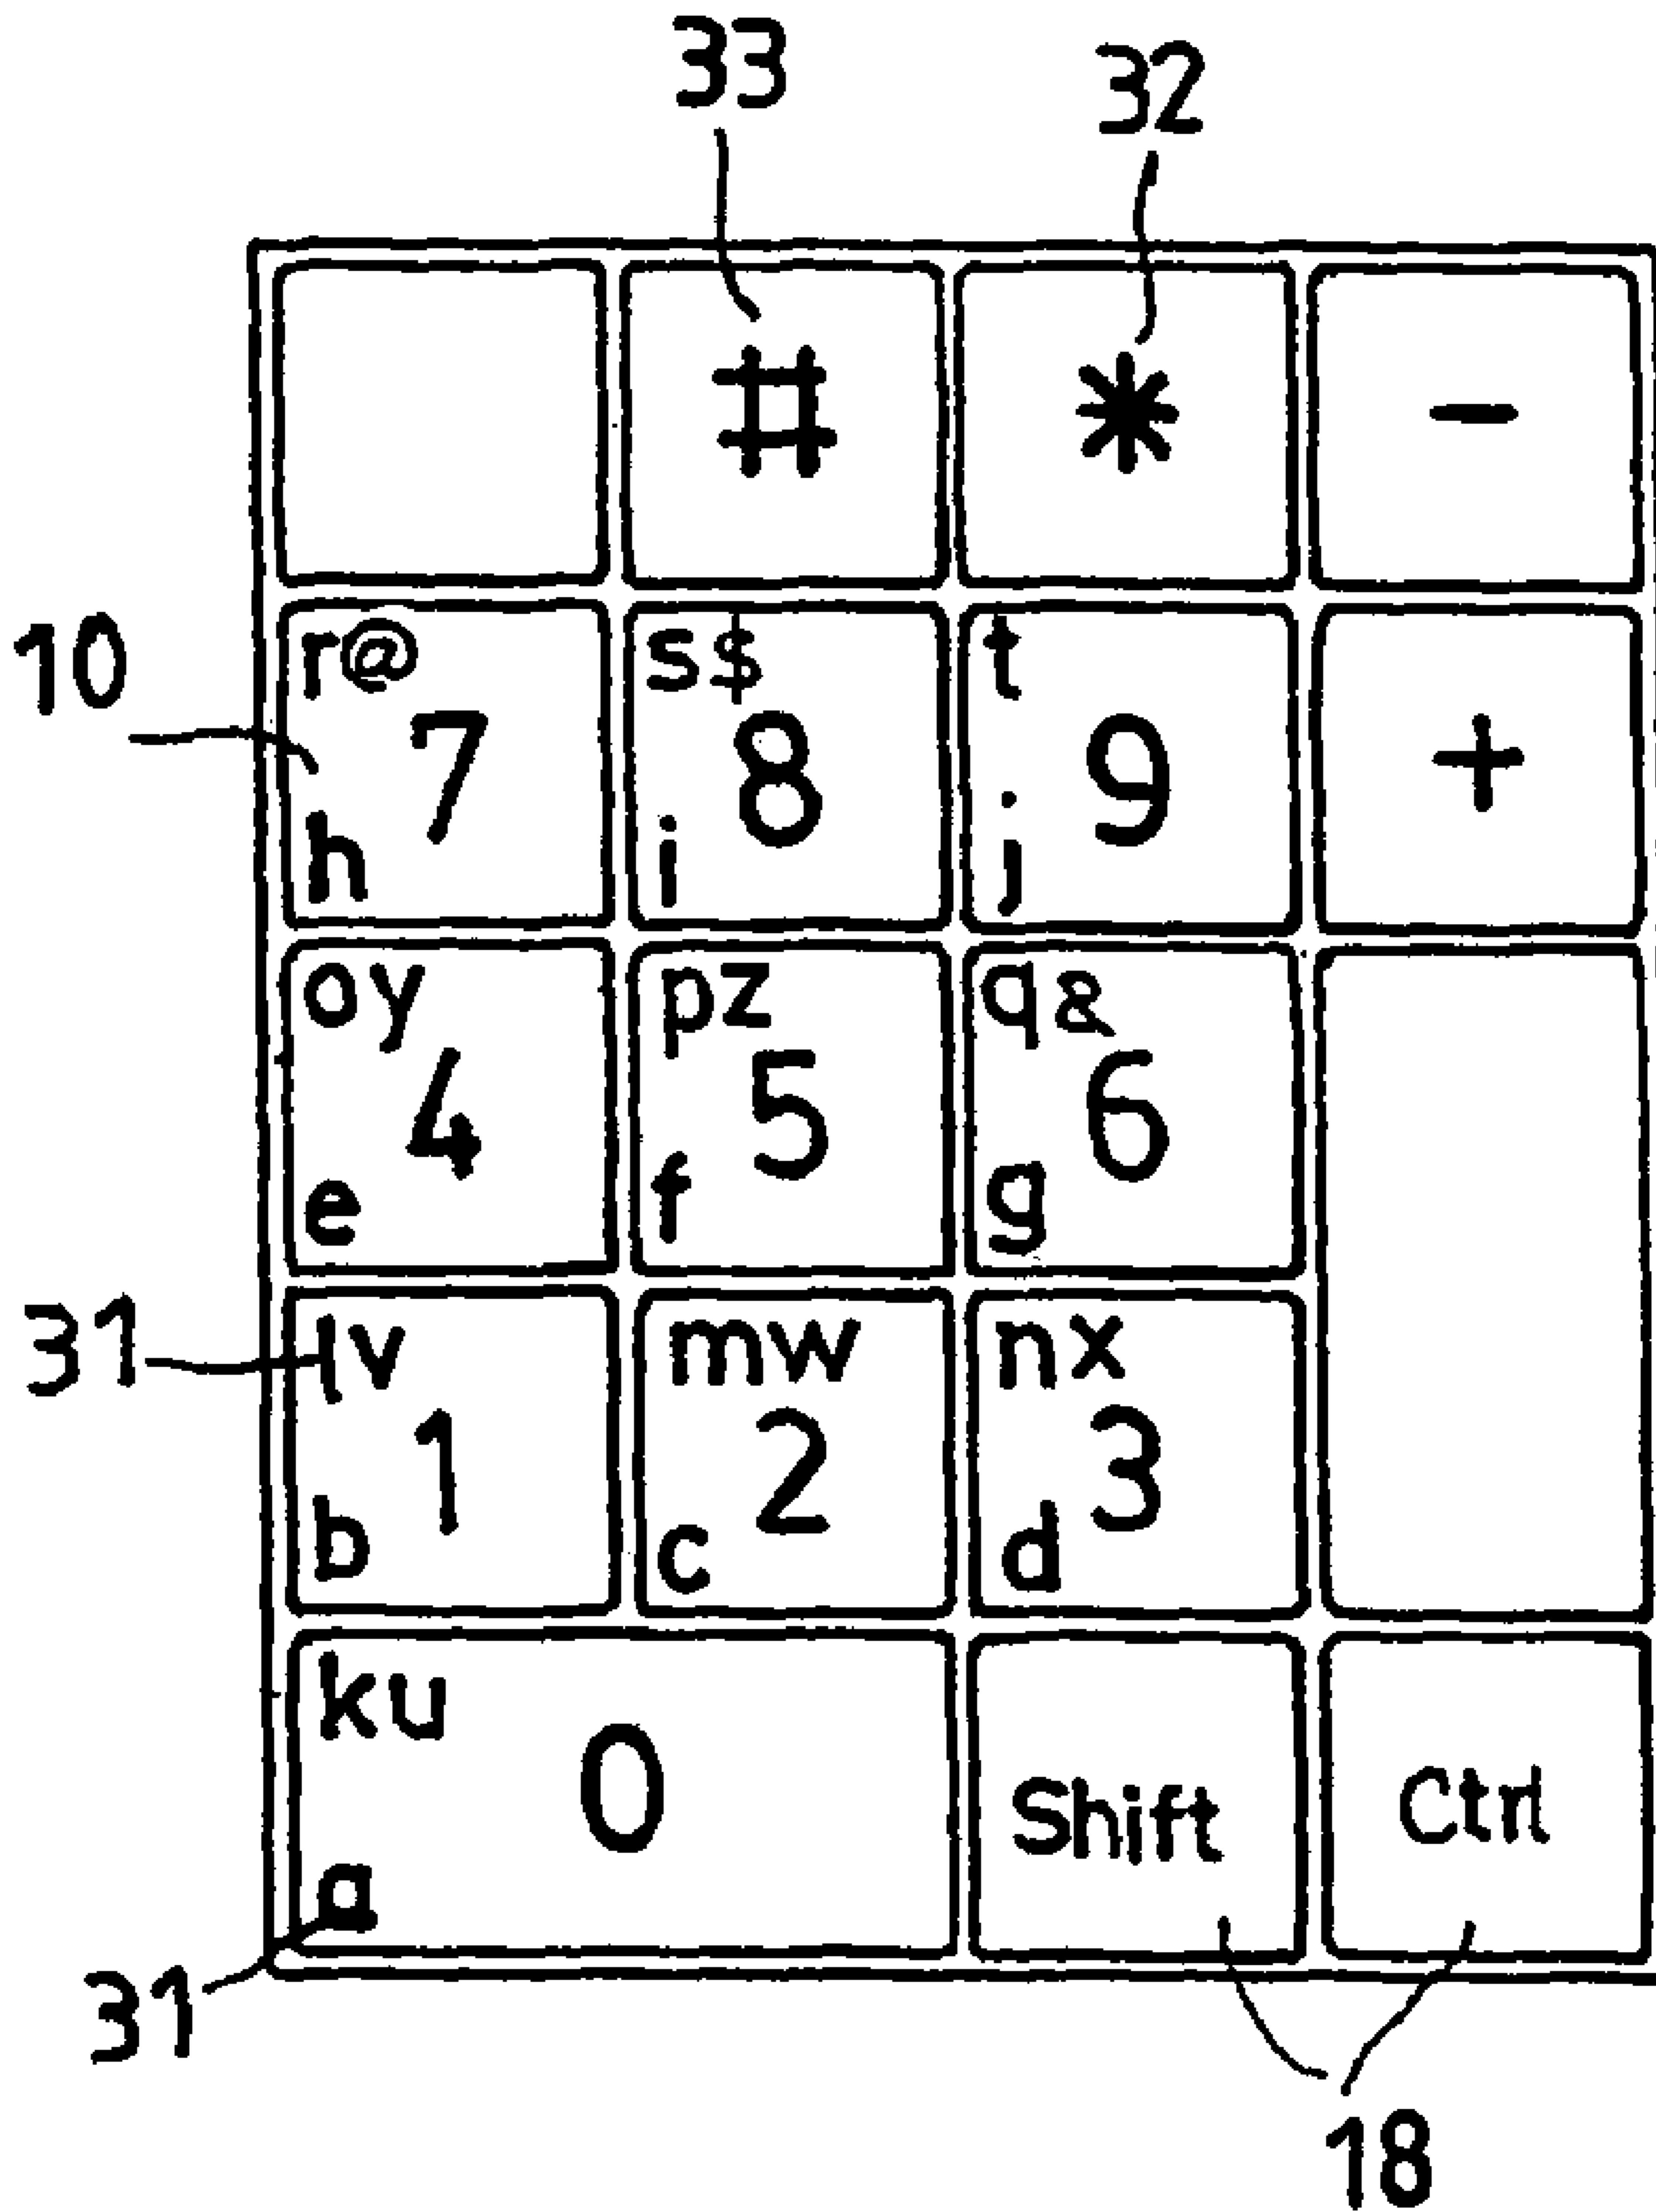 33 32
# * -
10
r@ s$ t
7 8 9 +
h i j
oy pz q&
4 5 6
e f g
31
lv mw nx
1 2 3
b c d
ku
0 Shift Ctrl
a
31
18